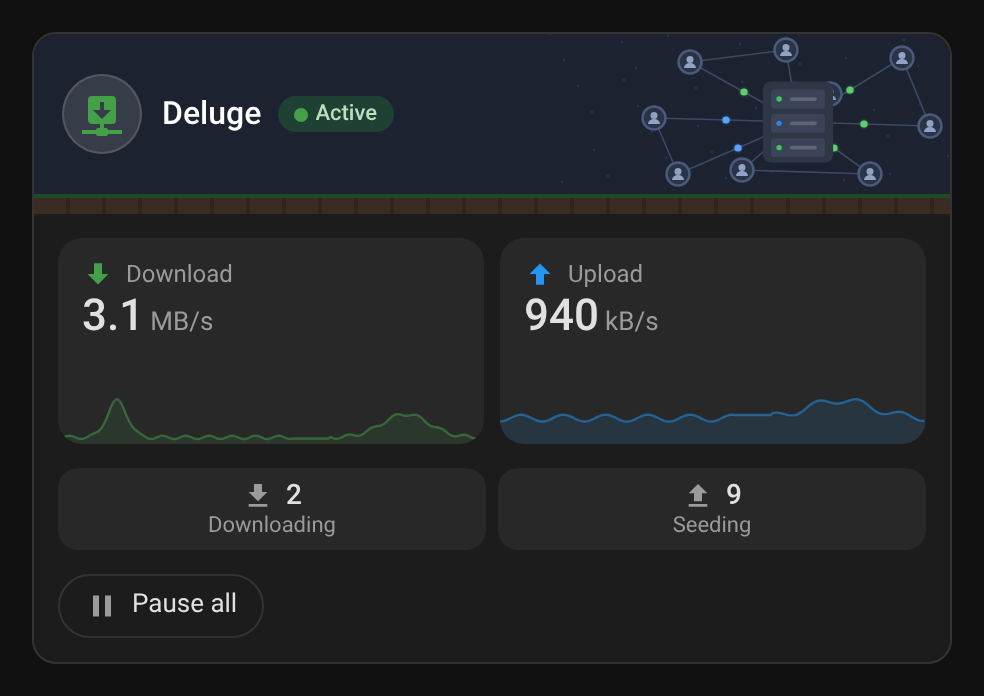 Deluge
Active
Download
3.1 MB/s
Upload
940 kB/s
2
Downloading
9
Seeding
Pause all